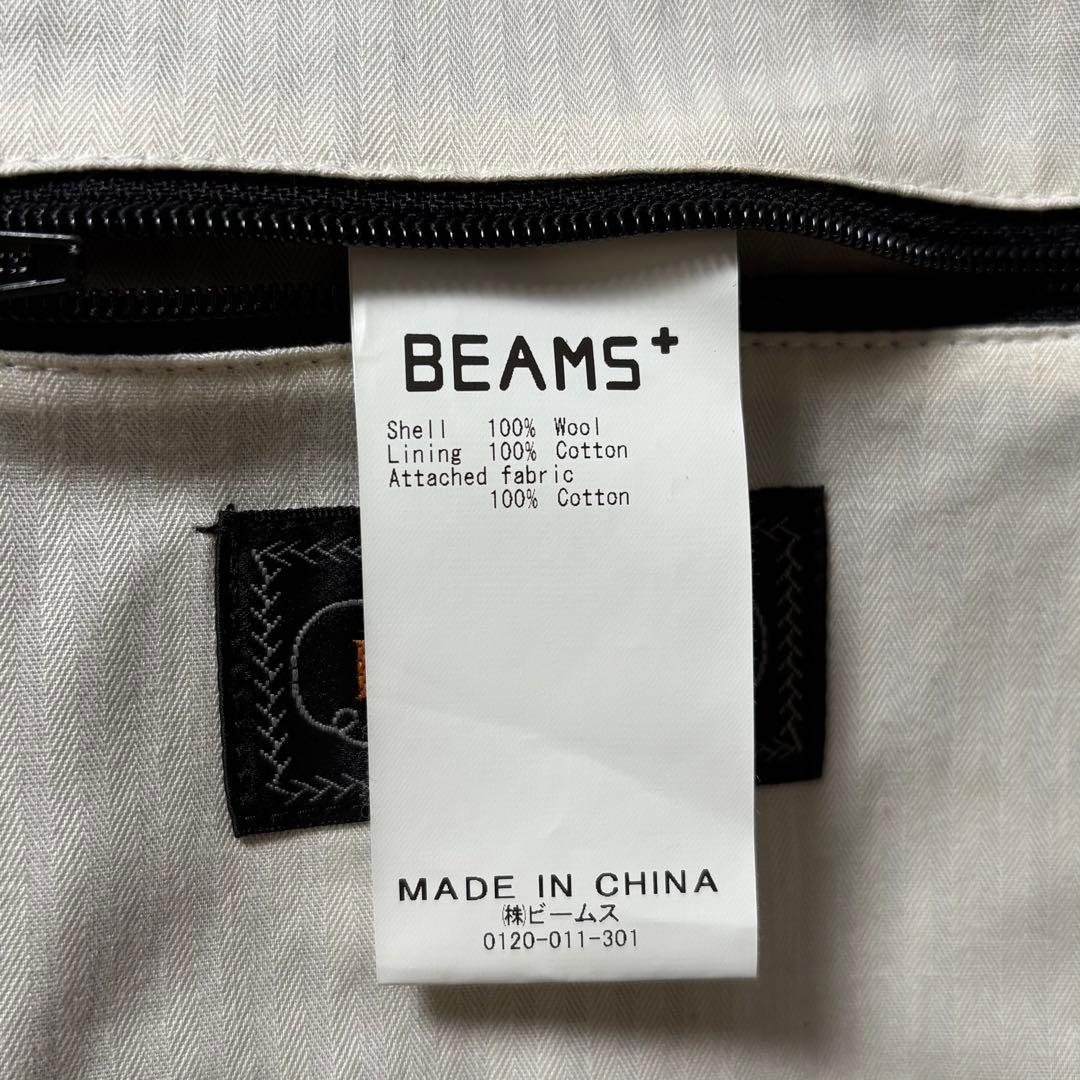 BEAMS+
Shell 100% Wool
Lining 100% Cotton
Attached fabric
100% Cotton
MADE IN CHINA
㈱ビームス
0120-011-301